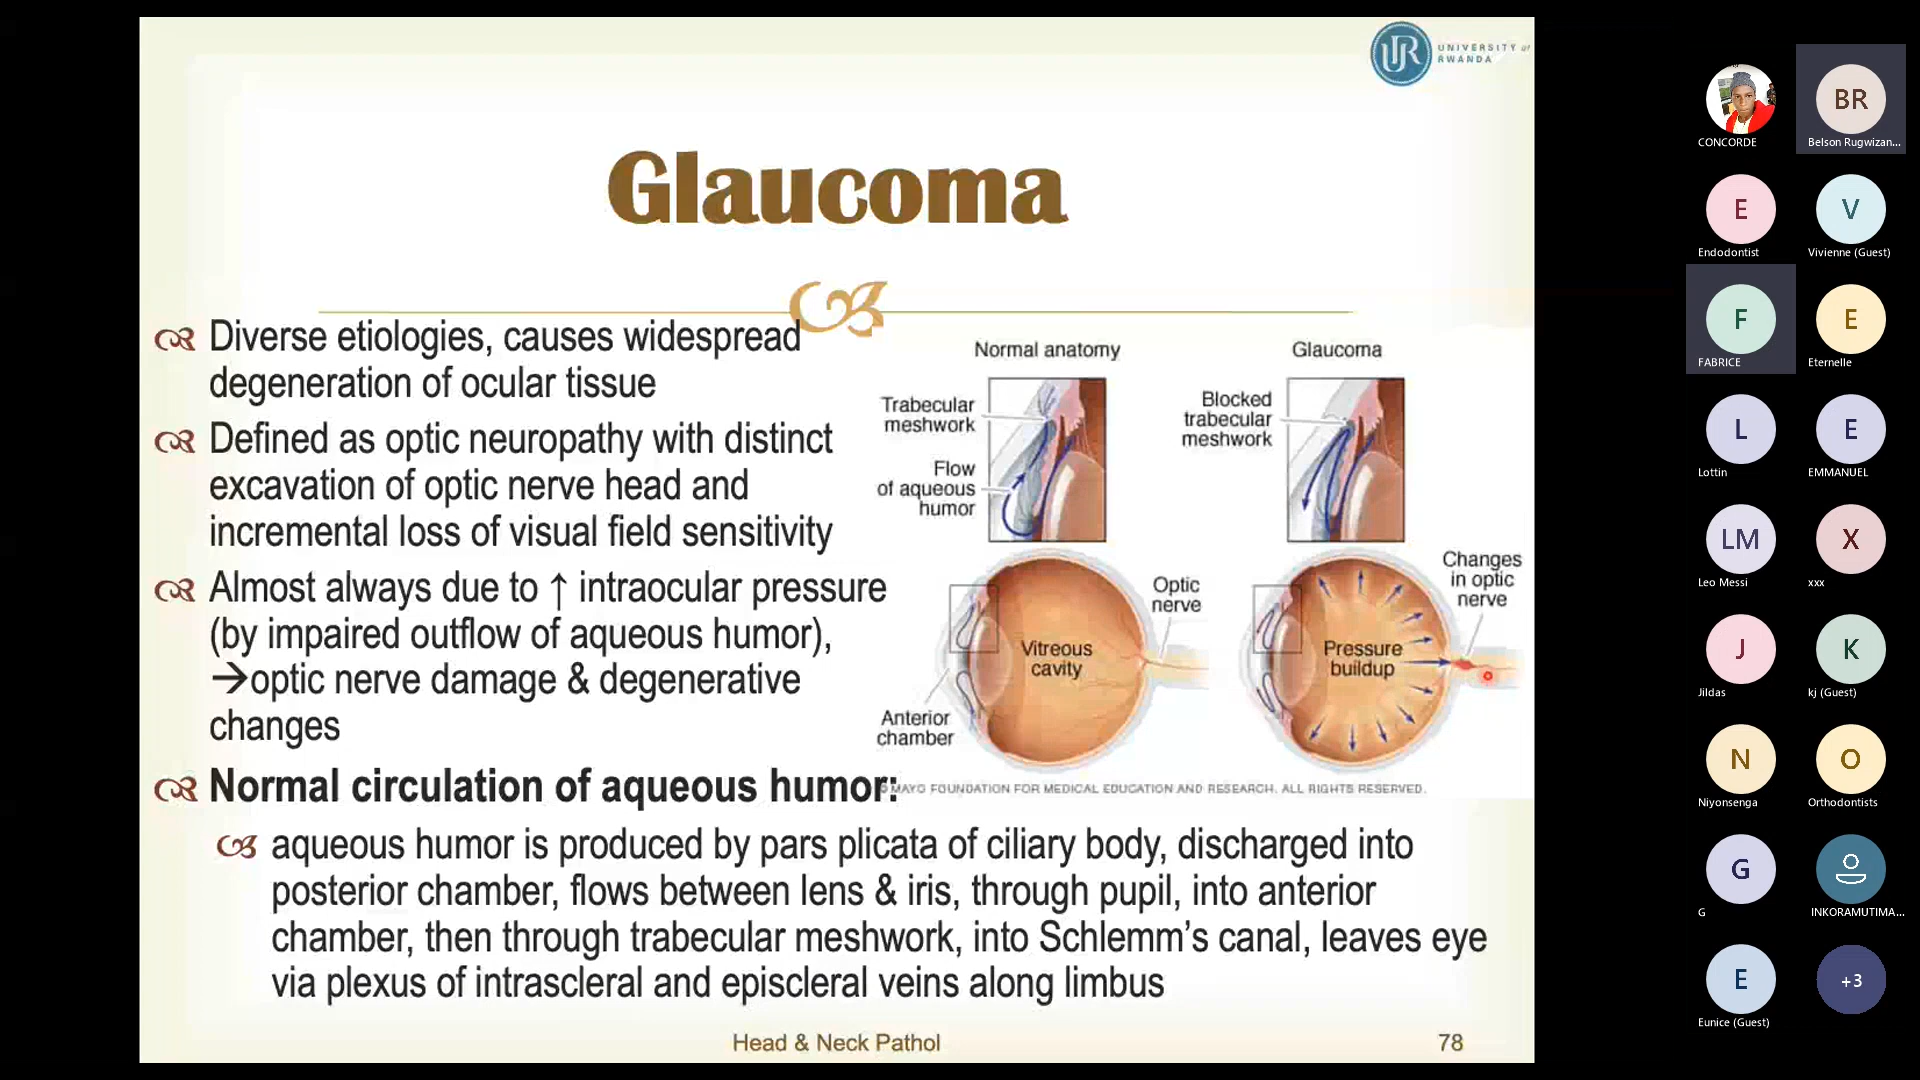 UNIVERSITY of
RWANDA
Glaucoma
Diverse etiologies, causes widespread
degeneration of ocular tissue
Defined as optic neuropathy with distinct
excavation of optic nerve head and
incremental loss of visual field sensitivity
Almost always due to ↑ intraocular pressure
(by impaired outflow of aqueous humor),
→optic nerve damage & degenerative
changes
Normal circulation of aqueous humor:
aqueous humor is produced by pars plicata of ciliary body, discharged into
posterior chamber, flows between lens & iris, through pupil, into anterior
chamber, then through trabecular meshwork, into Schlemm's canal, leaves eye
via plexus of intrascleral and episcleral veins along limbus
Normal anatomy
Glaucoma
Trabecular
meshwork
Flow
of aqueous
humor
Blocked
trabecular
meshwork
Optic
nerve
Changes
in optic
nerve
Vitreous
cavity
Pressure
buildup
Anterior
chamber
© MAYO FOUNDATION FOR MEDICAL EDUCATION AND RESEARCH. ALL RIGHTS RESERVED.
Head & Neck Pathol
78
CONCORDE
BR
Belson Rugwizan...
E
Endodontist
V
Vivienne (Guest)
F
FABRICE
E
Eternelle
L
Lottin
E
EMMANUEL
LM
Leo Messi
X
xxx
J
Jildas
K
kj (Guest)
N
Niyonsenga
O
Orthodontists
G
G
INKORAMUTIMA...
E
Eunice (Guest)
+3